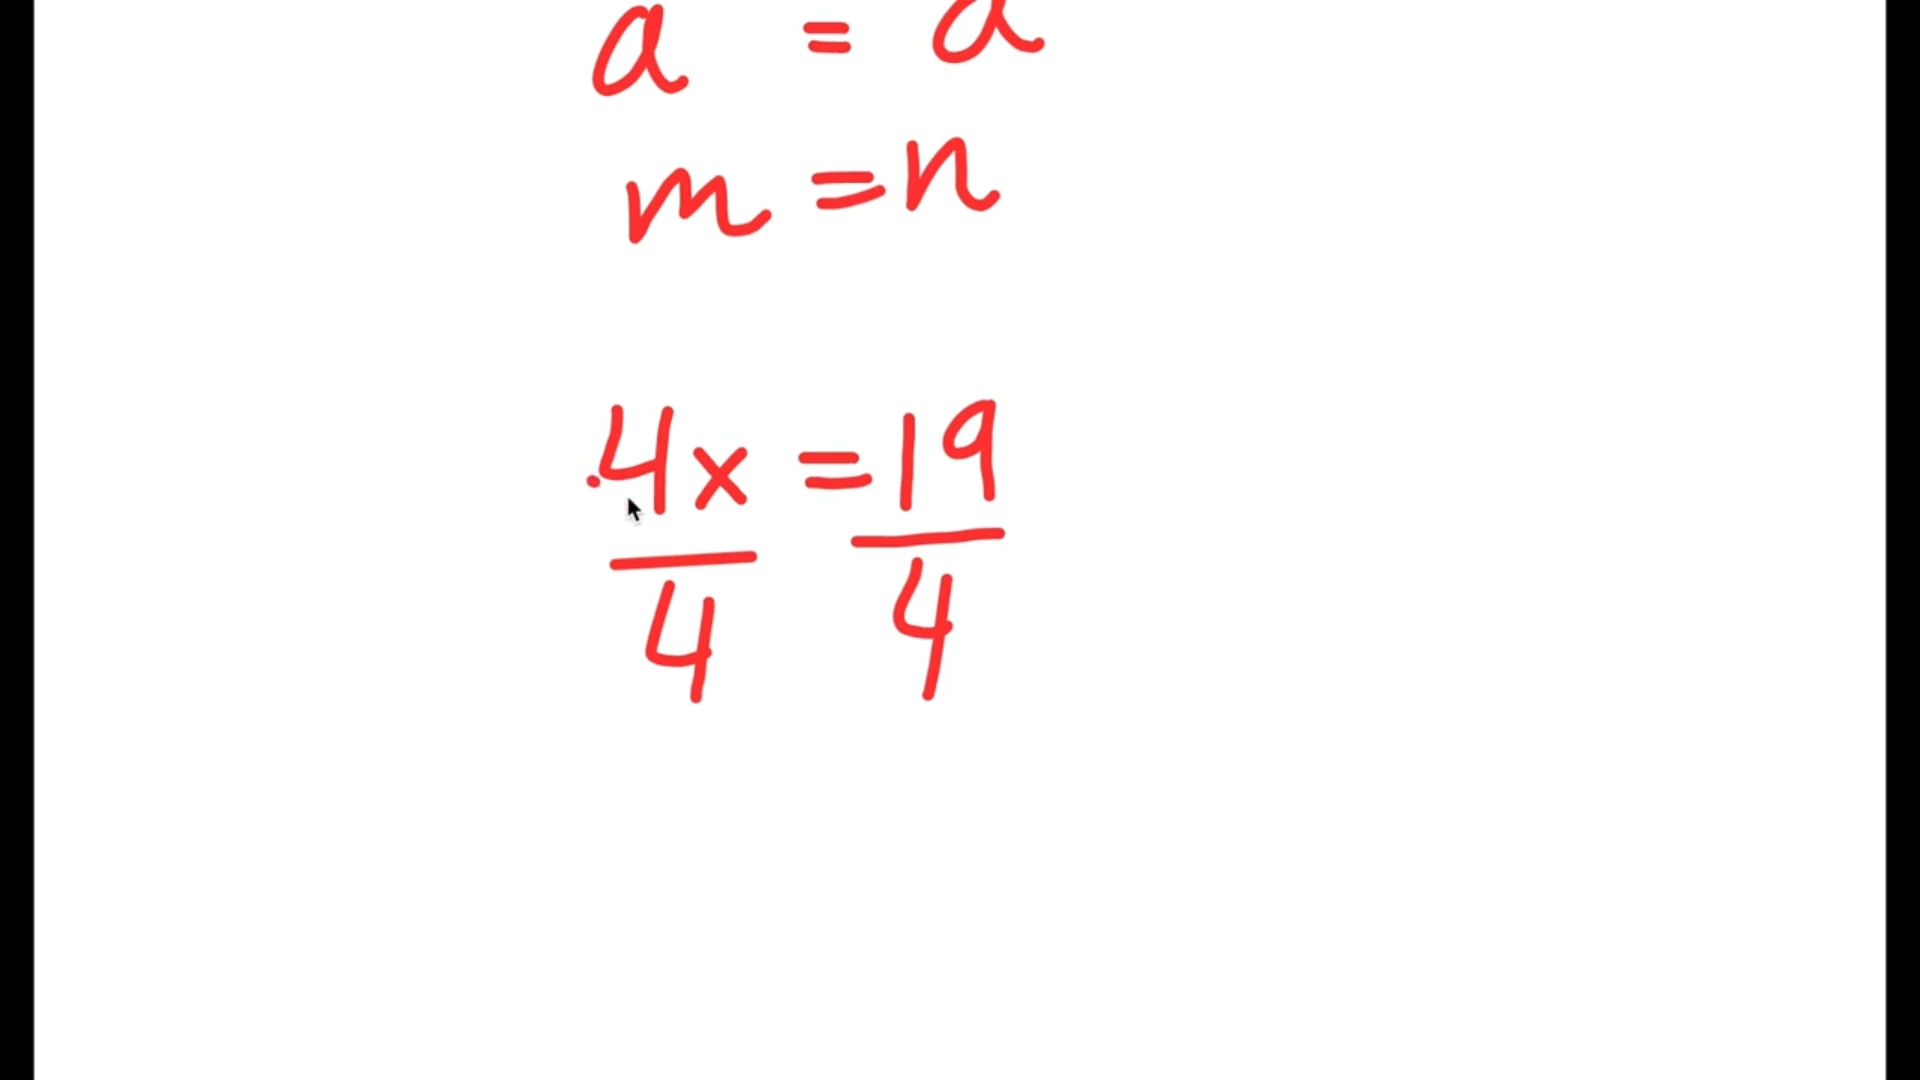 a = a
m = n
.4x = 19
4 4